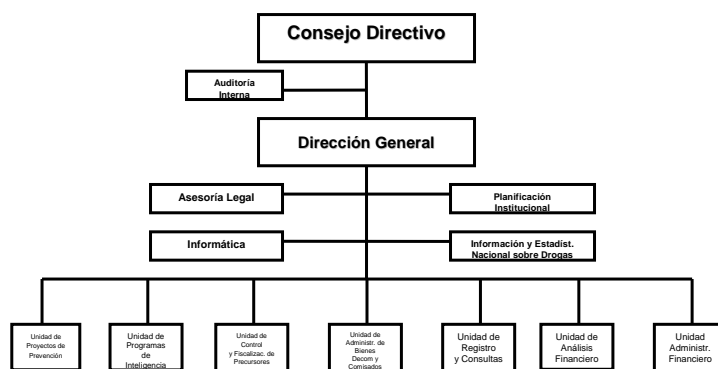 Consejo Directivo
Auditoría
Interna
Dirección General
Asesoría Legal
Planificación
Institucional
Informática
Información y Estadíst.
Nacional sobre Drogas
Unidad de
Proyectos de
Prevención
Unidad de
Programas
de
Inteligencia
Unidad de
Control
y Fiscalizac. de
Precursores
Unidad de
Administr. de
Bienes
Decom y
Comisados
Unidad de
Registro
y Consultas
Unidad de
Análisis
Financiero
Unidad
Administr.
Financiero